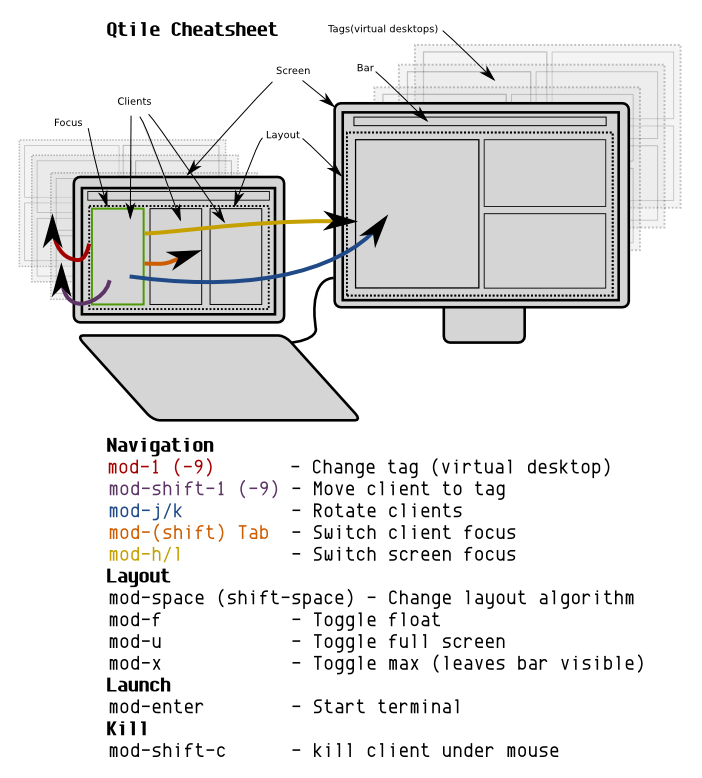 Qtile Cheatsheet
Tags(virtual desktops)
Screen
Bar
Clients
Focus
Layout
Navigation
mod-1 (-9) - Change tag (virtual desktop)
mod-shift-1 (-9) - Move client to tag
mod-j/k - Rotate clients
mod-(shift) Tab - Switch client focus
mod-h/l - Switch screen focus
Layout
mod-space (shift-space) - Change layout algorithm
mod-f - Toggle float
mod-u - Toggle full screen
mod-x - Toggle max (leaves bar visible)
Launch
mod-enter - Start terminal
Kill
mod-shift-c - kill client under mouse